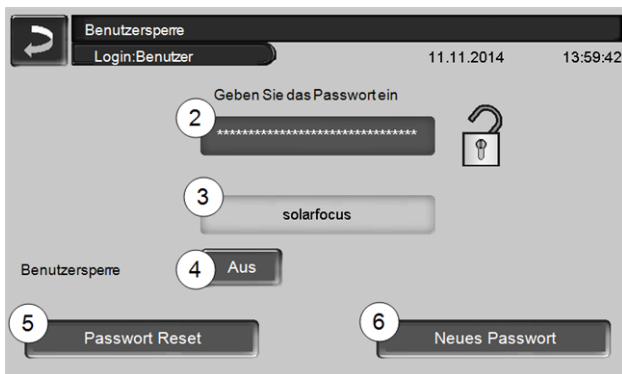 Benutzersperre
Login:Benutzer 11.11.2014 13:59:42
Geben Sie das Passwort ein
2
*********************************
3
solarfocus
Benutzersperre 4 Aus
5 6
Passwort Reset Neues Passwort